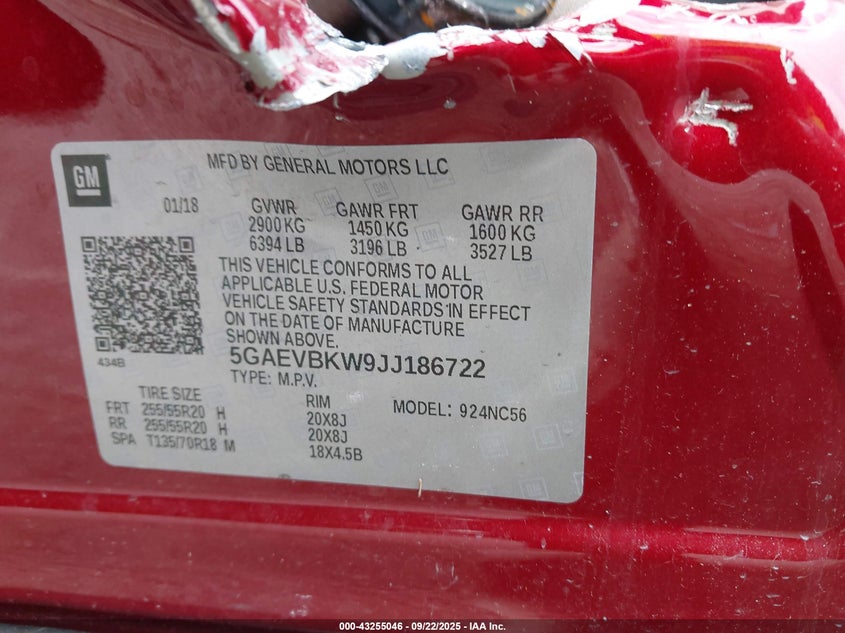 GM
MFD BY GENERAL MOTORS LLC
01/18 GVWR GAWR FRT GAWR RR
2900 KG 1450 KG 1600 KG
6394 LB 3196 LB 3527 LB
THIS VEHICLE CONFORMS TO ALL
APPLICABLE U.S. FEDERAL MOTOR
VEHICLE SAFETY STANDARDS IN EFFECT
ON THE DATE OF MANUFACTURE
SHOWN ABOVE.
434B
5GAEVBKW9JJ186722
TYPE: M.P.V.
TIRE SIZE RIM MODEL: 924NC56
FRT 255/55R20 H 20X8J
RR 255/55R20 H 20X8J
SPA T135/70R18 M 18X4.5B
000-43255046 - 09/22/2025 - IAA Inc.